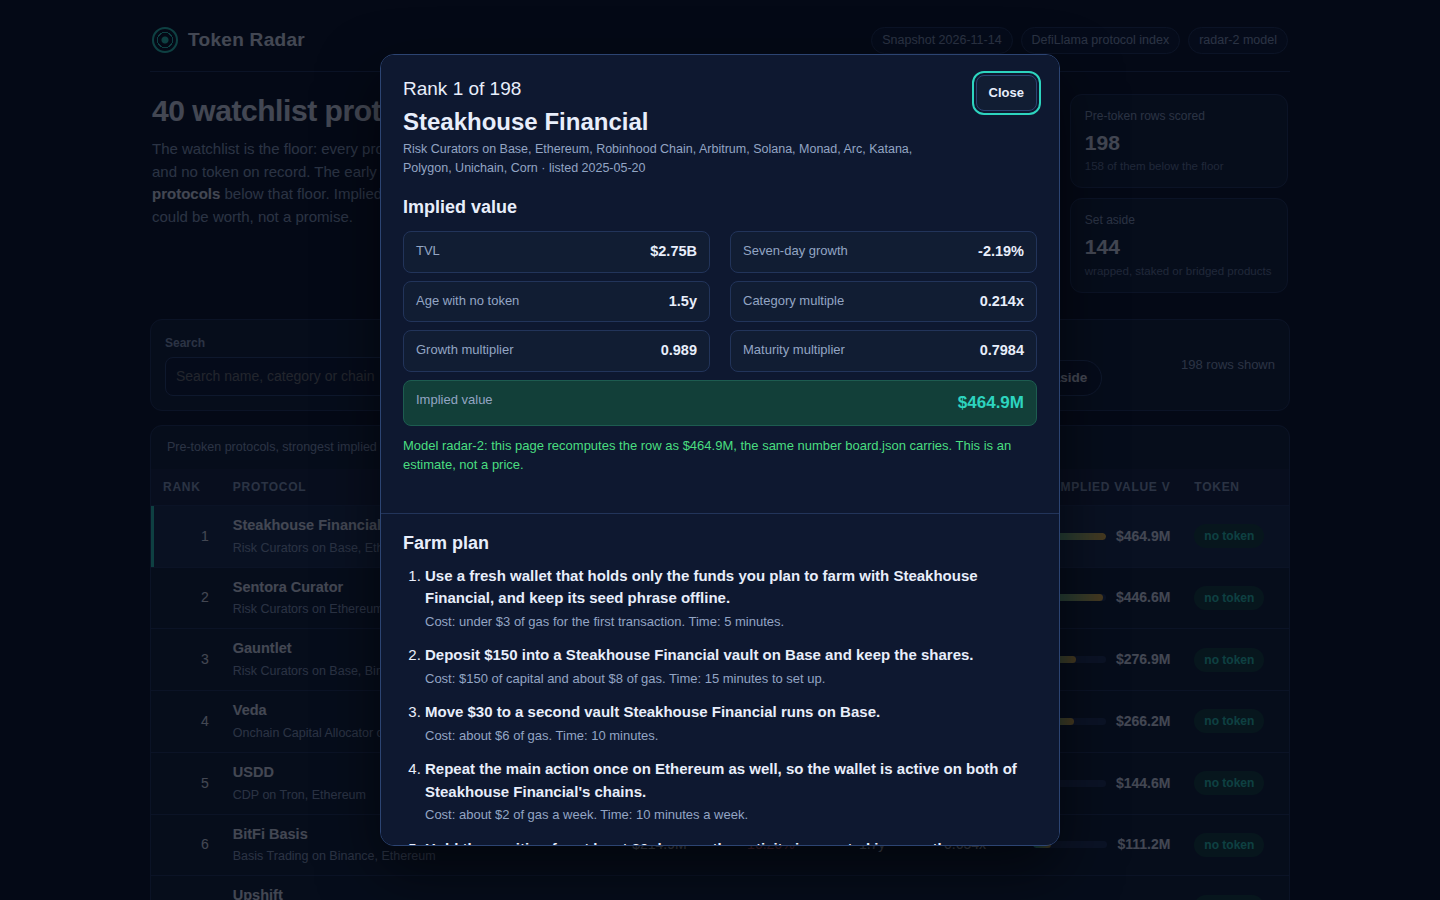 Token Radar
Snapshot 2026-11-14
DefiLlama protocol index
radar-2 model
40 watchlist prot
The watchlist is the floor: every pro
and no token on record. The early
protocols below that floor. Implied
could be worth, not a promise.
Pre-token rows scored
198
158 of them below the floor
Set aside
144
wrapped, staked or bridged products
Search
Search name, category or chain
side
198 rows shown
Pre-token protocols, strongest implied
RANK PROTOCOL MPLIED VALUE V TOKEN
1 Steakhouse Financial $464.9M no token
Risk Curators on Base, Eth
2 Sentora Curator $446.6M no token
Risk Curators on Ethereum
3 Gauntlet $276.9M no token
Risk Curators on Base, Bin
4 Veda $266.2M no token
Onchain Capital Allocator o
5 USDD $144.6M no token
CDP on Tron, Ethereum
6 BitFi Basis $111.2M no token
Basis Trading on Binance, Ethereum
Upshift
Rank 1 of 198
Close
Steakhouse Financial
Risk Curators on Base, Ethereum, Robinhood Chain, Arbitrum, Solana, Monad, Arc, Katana,
Polygon, Unichain, Corn · listed 2025-05-20
Implied value
TVL $2.75B
Seven-day growth -2.19%
Age with no token 1.5y
Category multiple 0.214x
Growth multiplier 0.989
Maturity multiplier 0.7984
Implied value $464.9M
Model radar-2: this page recomputes the row as $464.9M, the same number board.json carries. This is an
estimate, not a price.
Farm plan
1. Use a fresh wallet that holds only the funds you plan to farm with Steakhouse
Financial, and keep its seed phrase offline.
Cost: under $3 of gas for the first transaction. Time: 5 minutes.
2. Deposit $150 into a Steakhouse Financial vault on Base and keep the shares.
Cost: $150 of capital and about $8 of gas. Time: 15 minutes to set up.
3. Move $30 to a second vault Steakhouse Financial runs on Base.
Cost: about $6 of gas. Time: 10 minutes.
4. Repeat the main action once on Ethereum as well, so the wallet is active on both of
Steakhouse Financial's chains.
Cost: about $2 of gas a week. Time: 10 minutes a week.